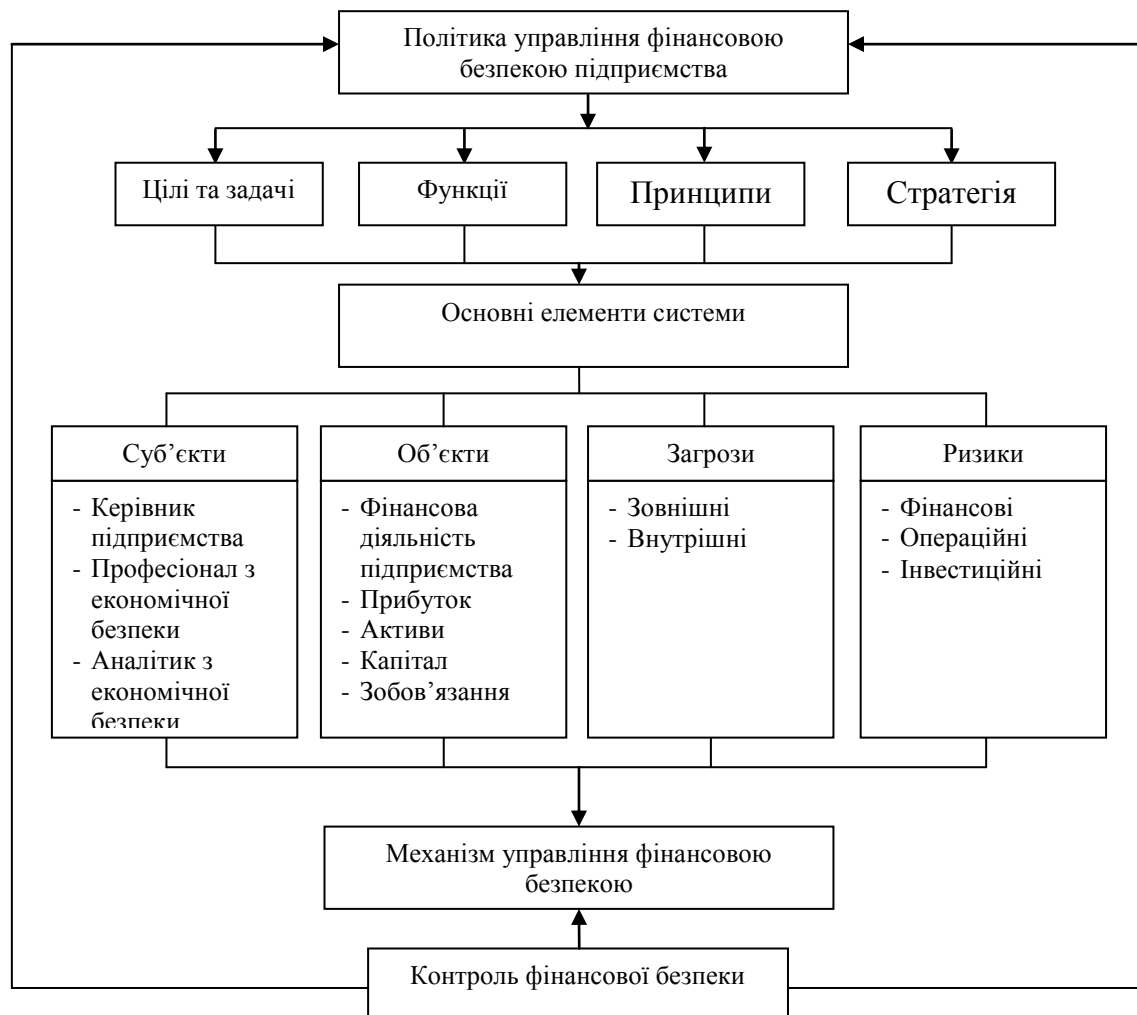 Політика управління фінансовою
безпекою підприємства
Цілі та задачі
Функції
Принципи
Стратегія
Основні елементи системи
Суб’єкти
- Керівник
підприємства
- Професіонал з
економічної
безпеки
- Аналітик з
економічної
безпеки
Об’єкти
- Фінансова
діяльність
підприємства
- Прибуток
- Активи
- Капітал
- Зобов’язання
Загрози
- Зовнішні
- Внутрішні
Ризики
- Фінансові
- Операційні
- Інвестиційні
Механізм управління фінансовою
безпекою
Контроль фінансової безпеки